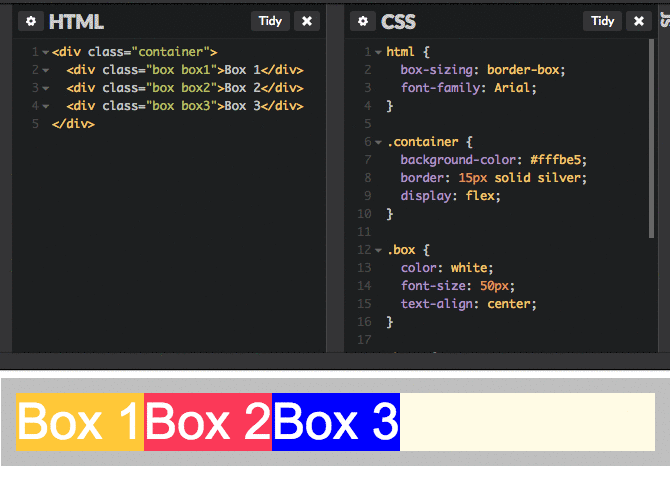 HTML
Tidy
1 <div class="container">
2 <div class="box box1">Box 1</div>
3 <div class="box box2">Box 2</div>
4 <div class="box box3">Box 3</div>
5 </div>
CSS
Tidy
1 html {
2 box-sizing: border-box;
3 font-family: Arial;
4 }
5
6 .container {
7 background-color: #fffbe5;
8 border: 15px solid silver;
9 display: flex;
10 }
11
12 .box {
13 color: white;
14 font-size: 50px;
15 text-align: center;
16 }
17
Box 1 Box 2 Box 3